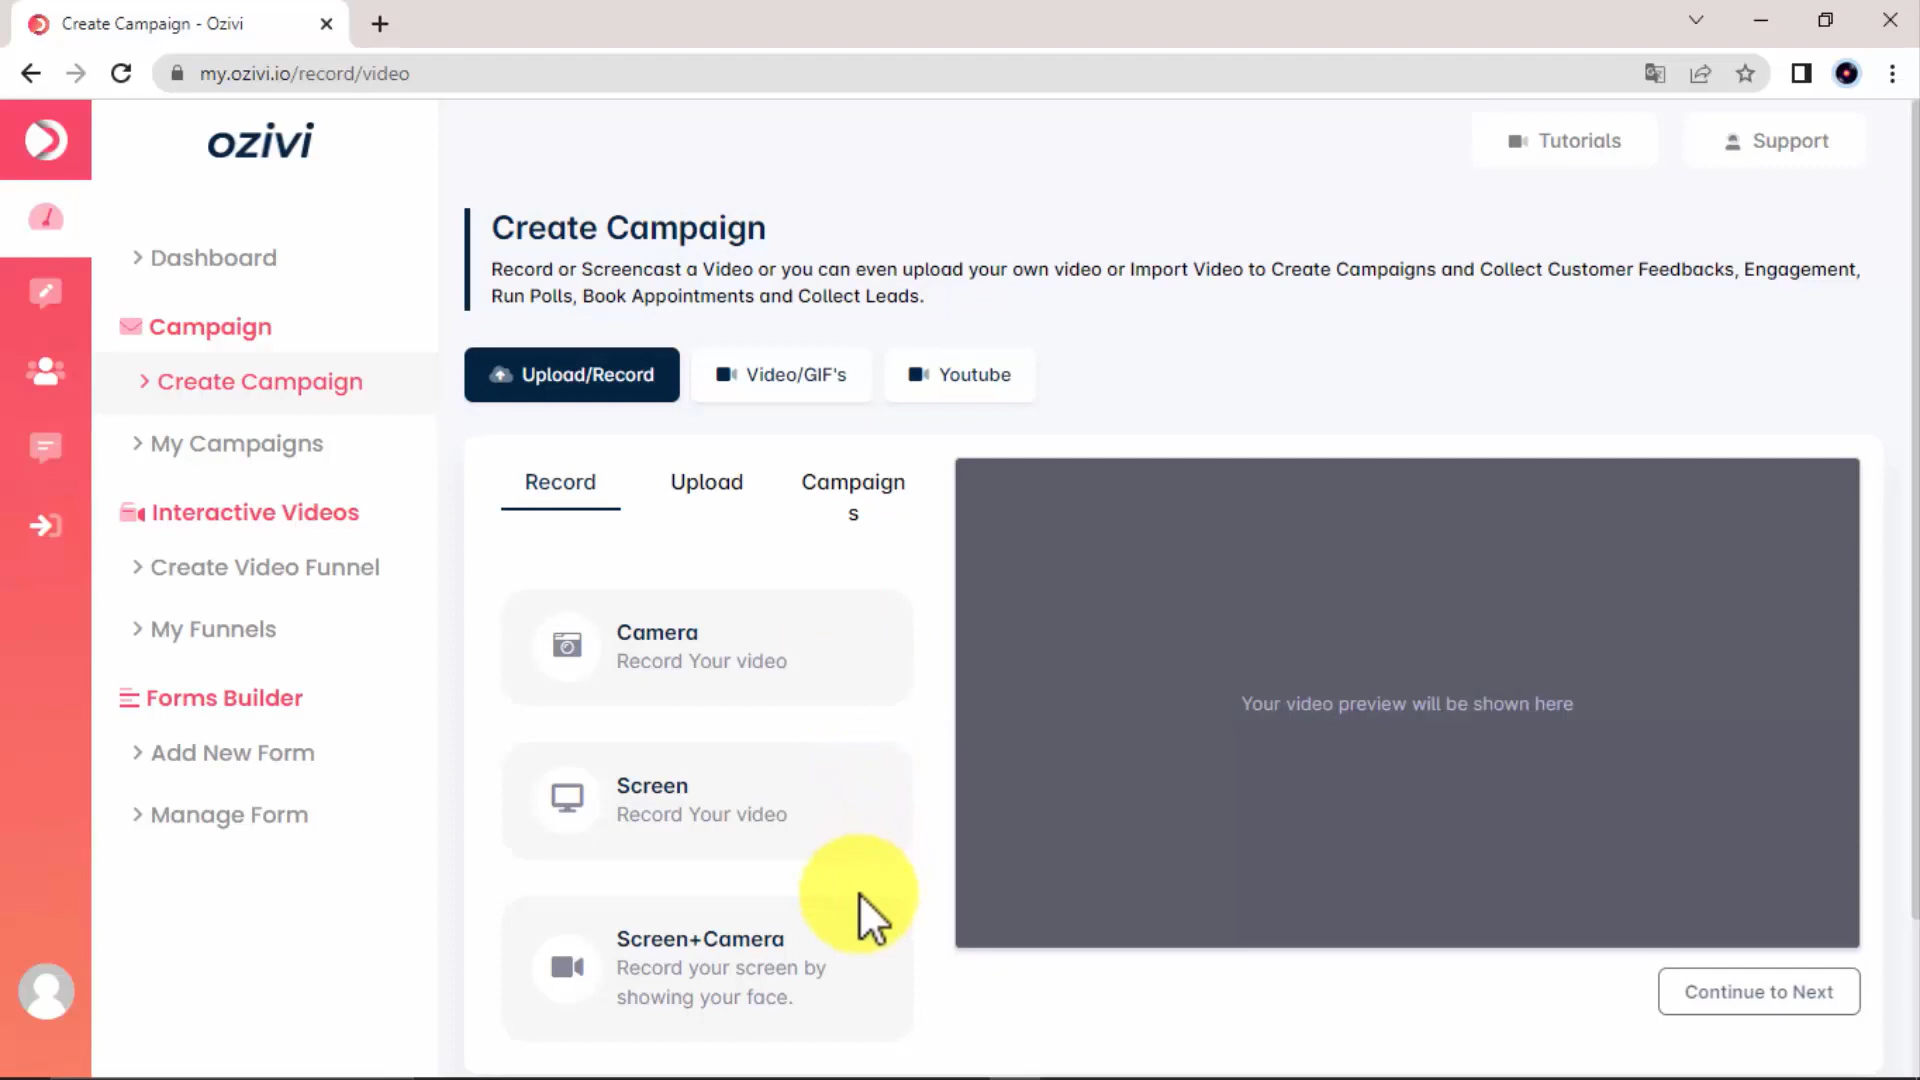 Create Campaign - Ozivi
my.ozivi.io/record/video
ozivi
Tutorials
Support
Dashboard
Campaign
Create Campaign
My Campaigns
Interactive Videos
Create Video Funnel
My Funnels
Forms Builder
Add New Form
Manage Form
Create Campaign
Record or Screencast a Video or you can even upload your own video or Import Video to Create Campaigns and Collect Customer Feedbacks, Engagement,
Run Polls, Book Appointments and Collect Leads.
Upload/Record
Video/GIF's
Youtube
Record
Upload
Campaign
s
Camera
Record Your video
Screen
Record Your video
Screen+Camera
Record your screen by
showing your face.
Your video preview will be shown here
Continue to Next